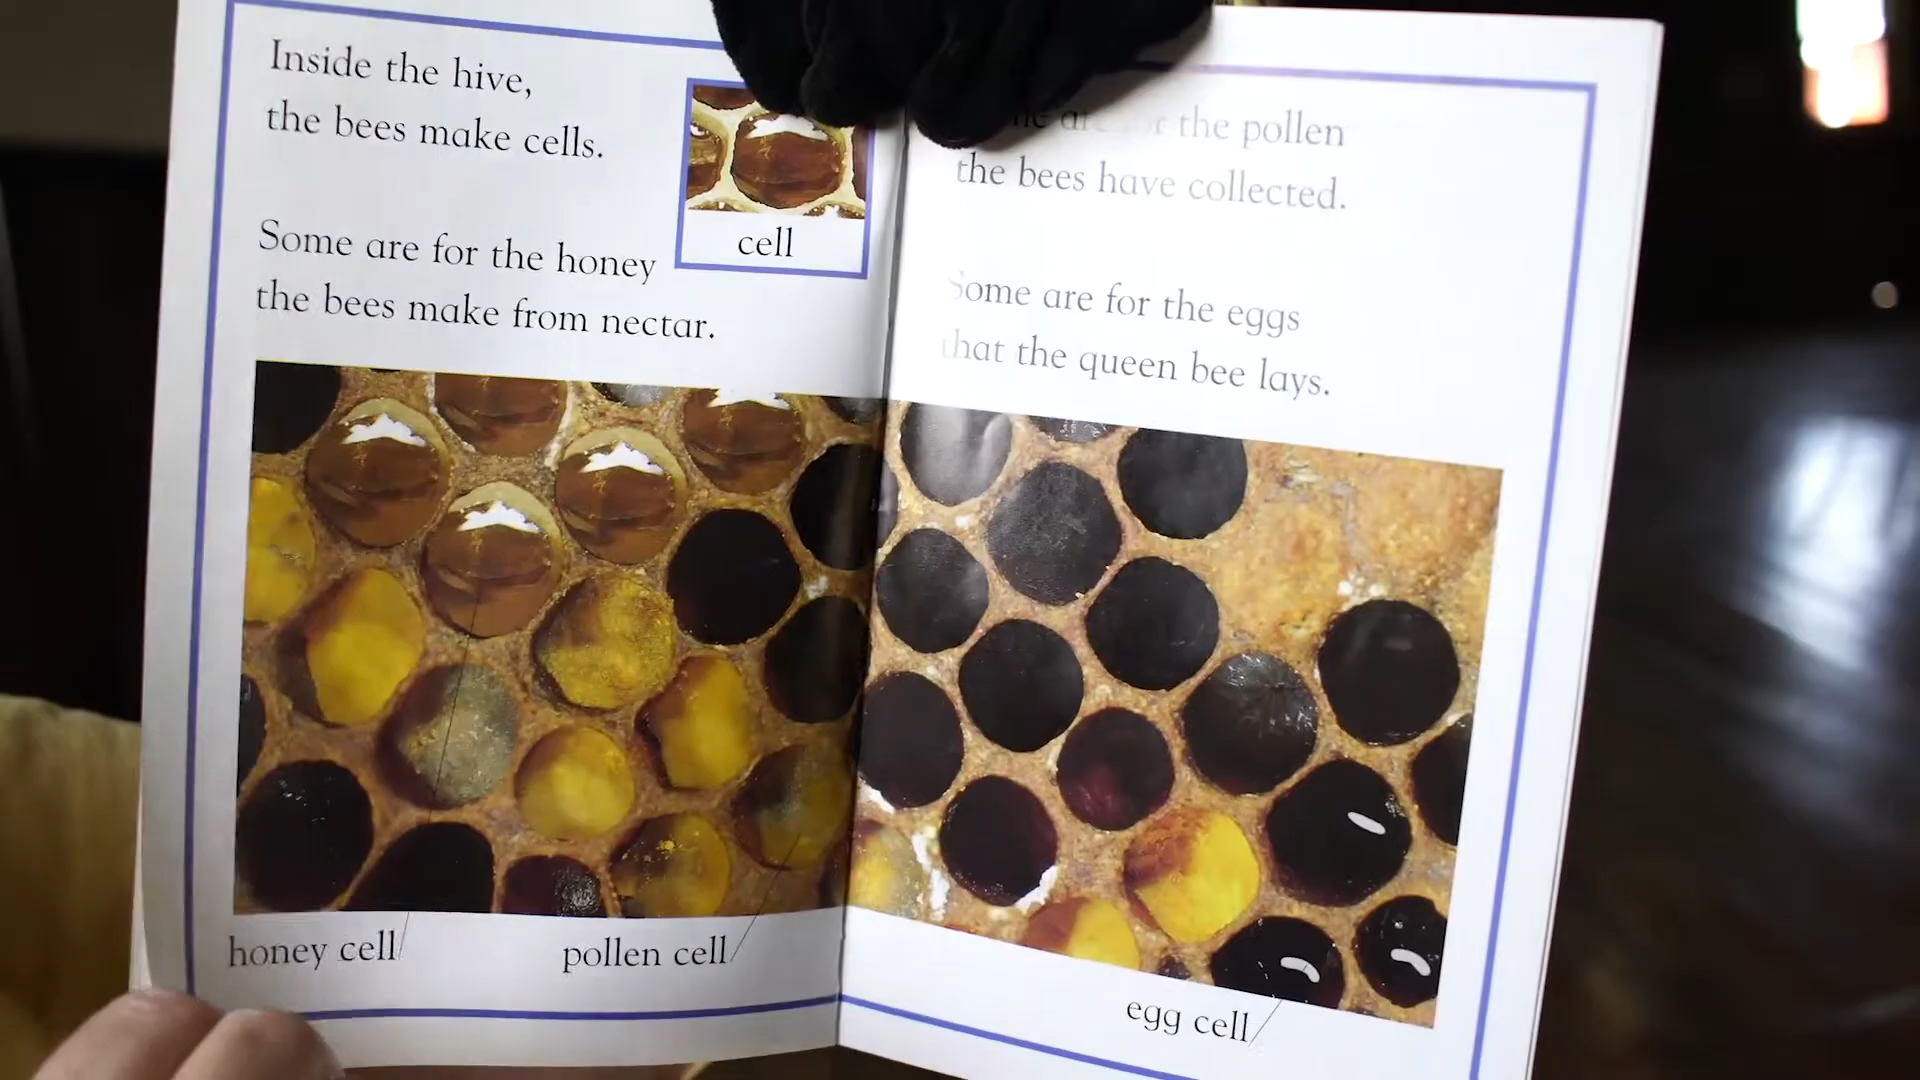 Inside the hive,
the bees make cells.
Some are for the honey
the bees make from nectar.
cell
honey cell
pollen cell
the pollen
the bees have collected.
Some are for the eggs
that the queen bee lays.
egg cell